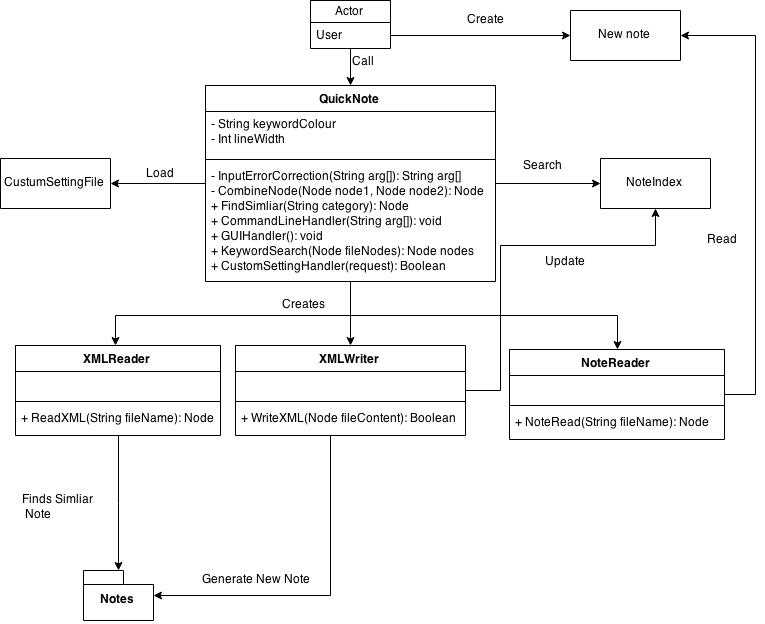 Actor
User
Create
New note
Call
QuickNote
- String keywordColour
- Int lineWidth
- InputErrorCorrection(String arg[]): String arg[]
- CombineNode(Node node1, Node node2): Node
+ FindSimliar(String category): Node
+ CommandLineHandler(String arg[]): void
+ GUIHandler(): void
+ KeywordSearch(Node fileNodes): Node nodes
+ CustomSettingHandler(request): Boolean
CustumSettingFile
Load
Search
NoteIndex
Read
Update
Creates
XMLReader
+ ReadXML(String fileName): Node
XMLWriter
+ WriteXML(Node fileContent): Boolean
NoteReader
+ NoteRead(String fileName): Node
Finds Simliar
Note
Generate New Note
Notes